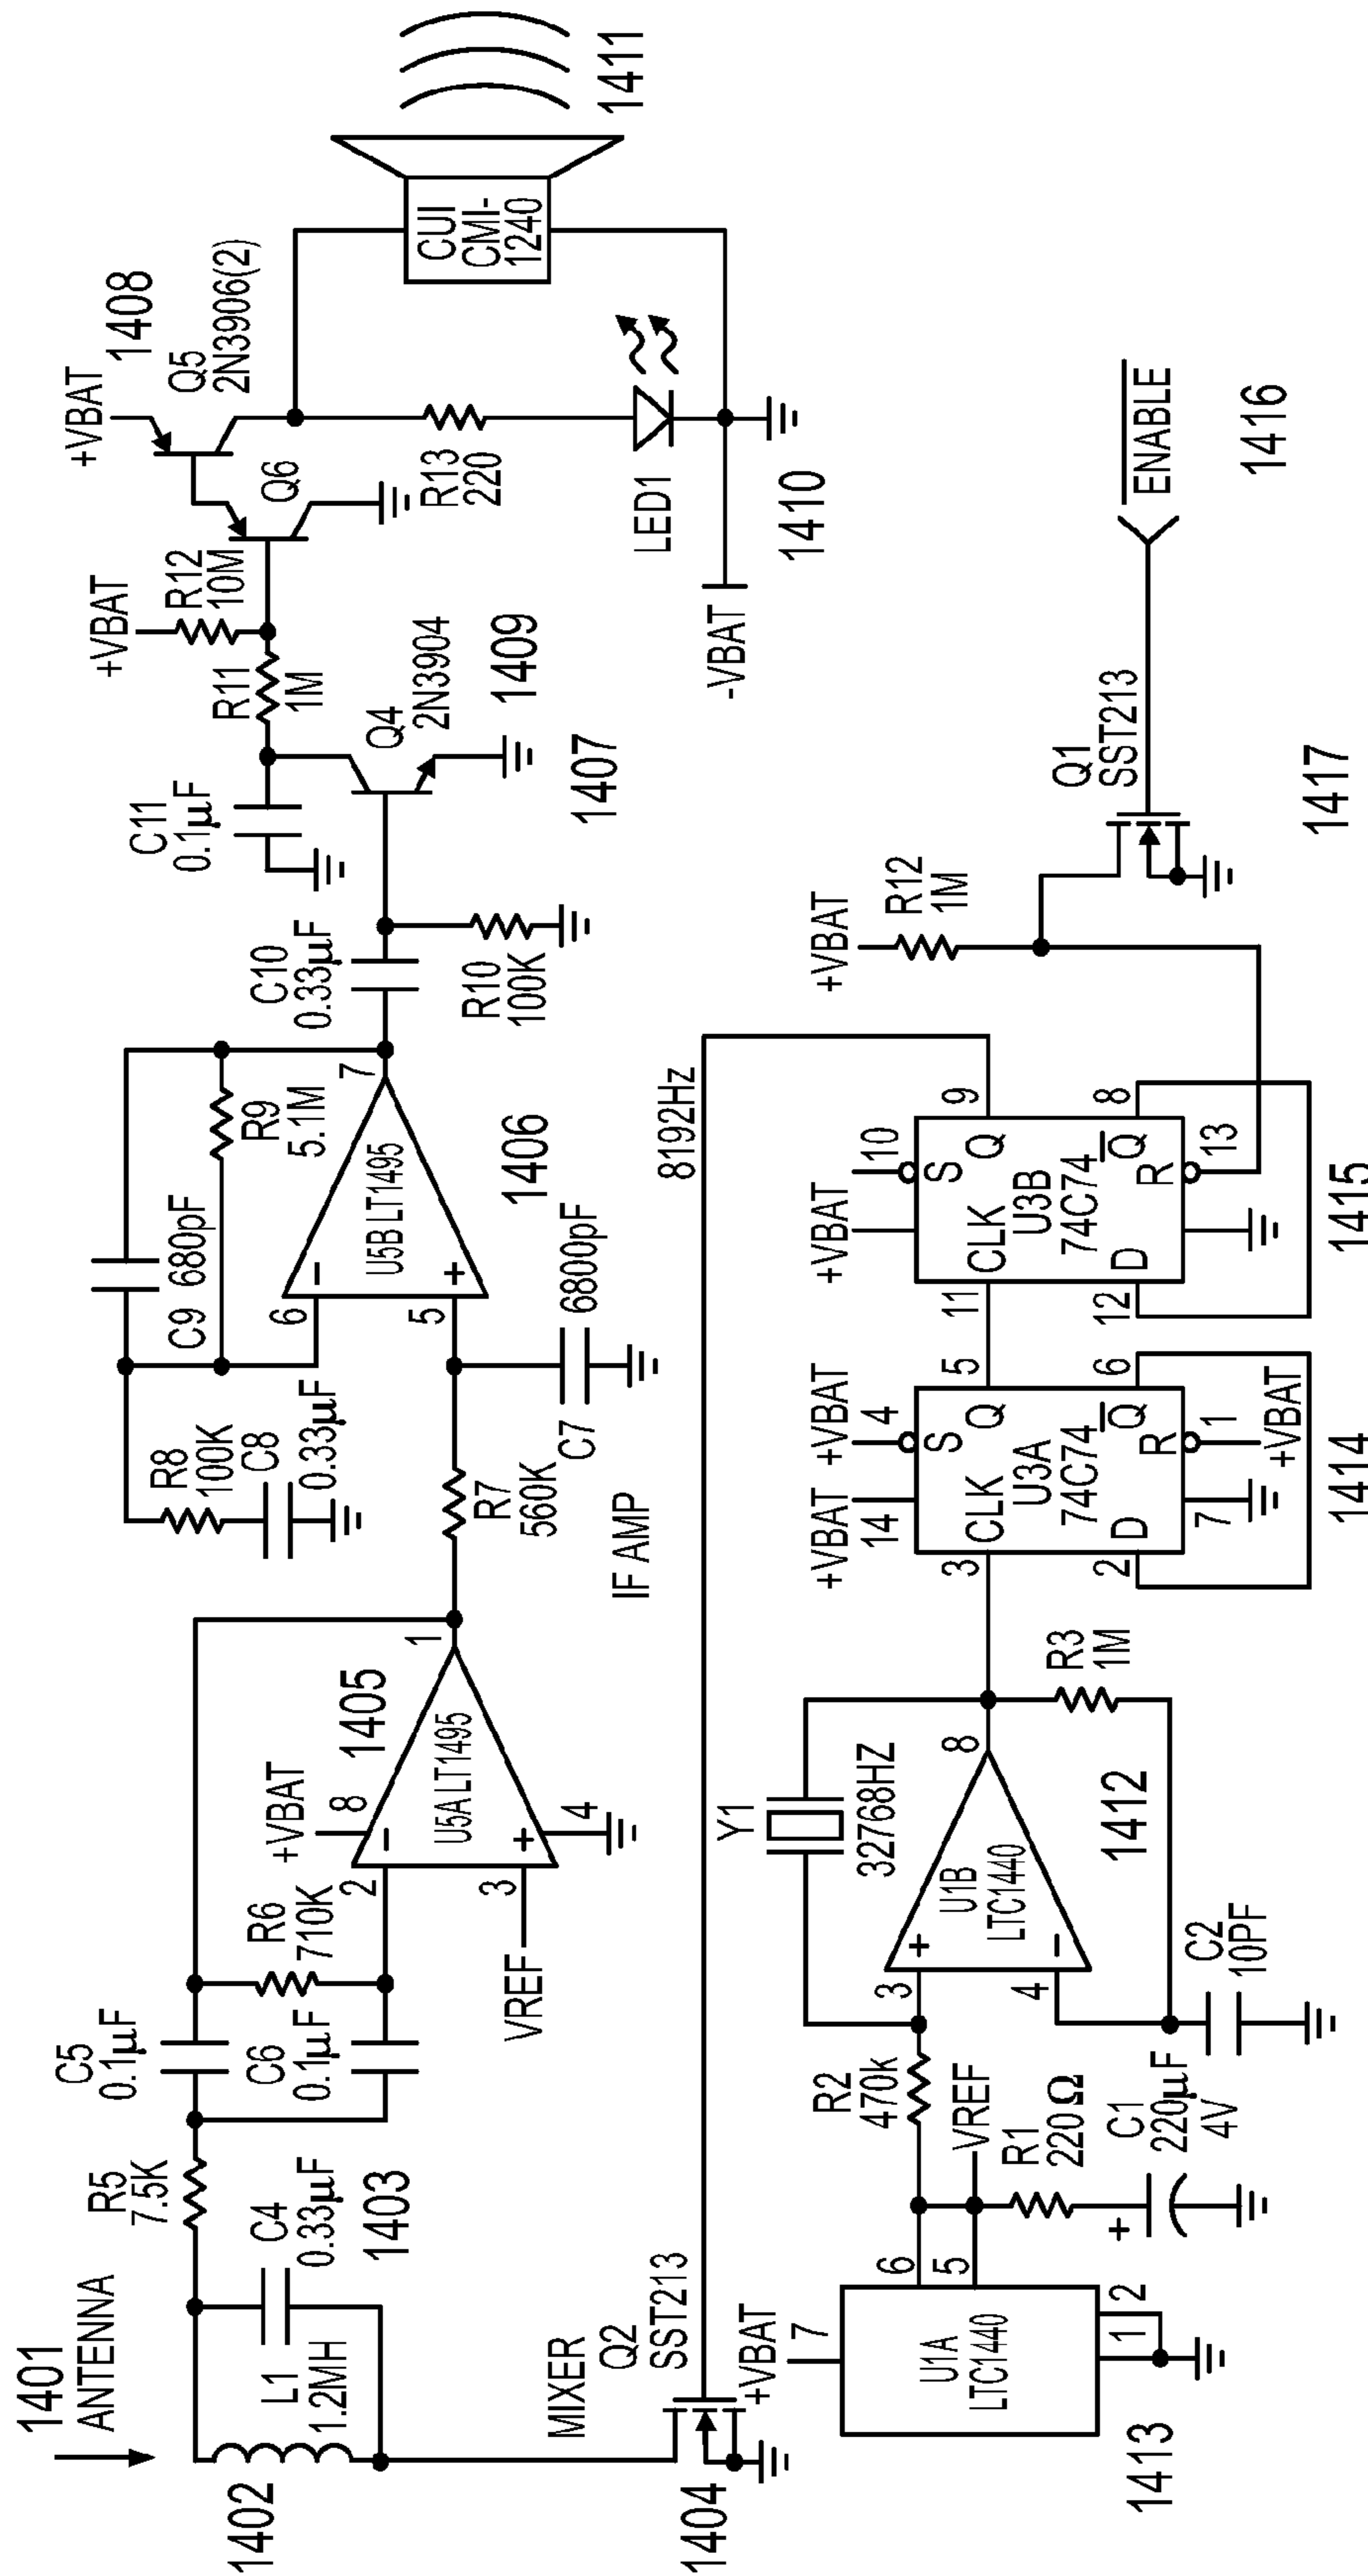 1401
ANTENNA
1402
L1
1.2MH
C4
0.33µF
1403
R5
7.5K
C5
0.1µF
C6
0.1µF
R6
710K
+VBAT
8
2
3
4
1
VREF
U5A LT1495
1405
MIXER
Q2
SST213
1404
R7
560K
IF AMP
C7
6800pF
R8
100K
C8
0.33µF
C9
680pF
R9
5.1M
6
5
7
U5B LT1495
1406
C10
0.33µF
R10
100K
C11
0.1µF
Q4
2N3904
1407
1409
R11
1M
+VBAT
R12
10M
Q6
+VBAT
Q5
2N3906(2)
1408
R13
220
LED1
1410
-VBAT
CUI
CMI-
1240
1411
8192Hz
+VBAT
7
U1A
LTC1440
6
5
1
2
1413
R2
470k
VREF
R1
220Ω
C1
220µF
4V
+
Y1
32768HZ
3
4
8
U1B
LTC1440
1412
C2
10PF
R3
1M
+VBAT
14
+VBAT
4
3
CLK
S
Q
5
U3A
74C74
2
D
Q
6
R
7
1
+VBAT
1414
+VBAT
10
11
CLK
S
Q
9
U3B
74C74
12
D
Q
8
R
13
1415
+VBAT
R12
1M
Q1
SST213
1417
ENABLE
1416